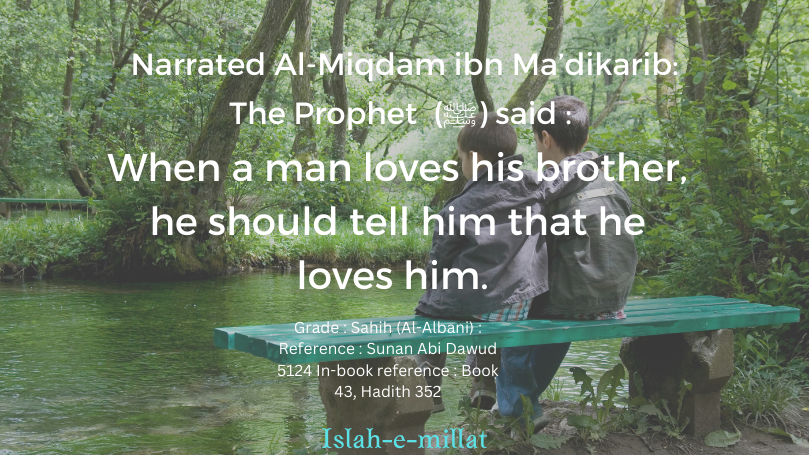 Narrated Al-Miqdam ibn Ma'dikarib:
The Prophet (ﷺ) said :
When a man loves his brother,
he should tell him that he
loves him.
Grade : Sahih (Al-Albani) :
Reference : Sunan Abi Dawud
5124 In-book reference : Book
43, Hadith 352
Islah-e-millat